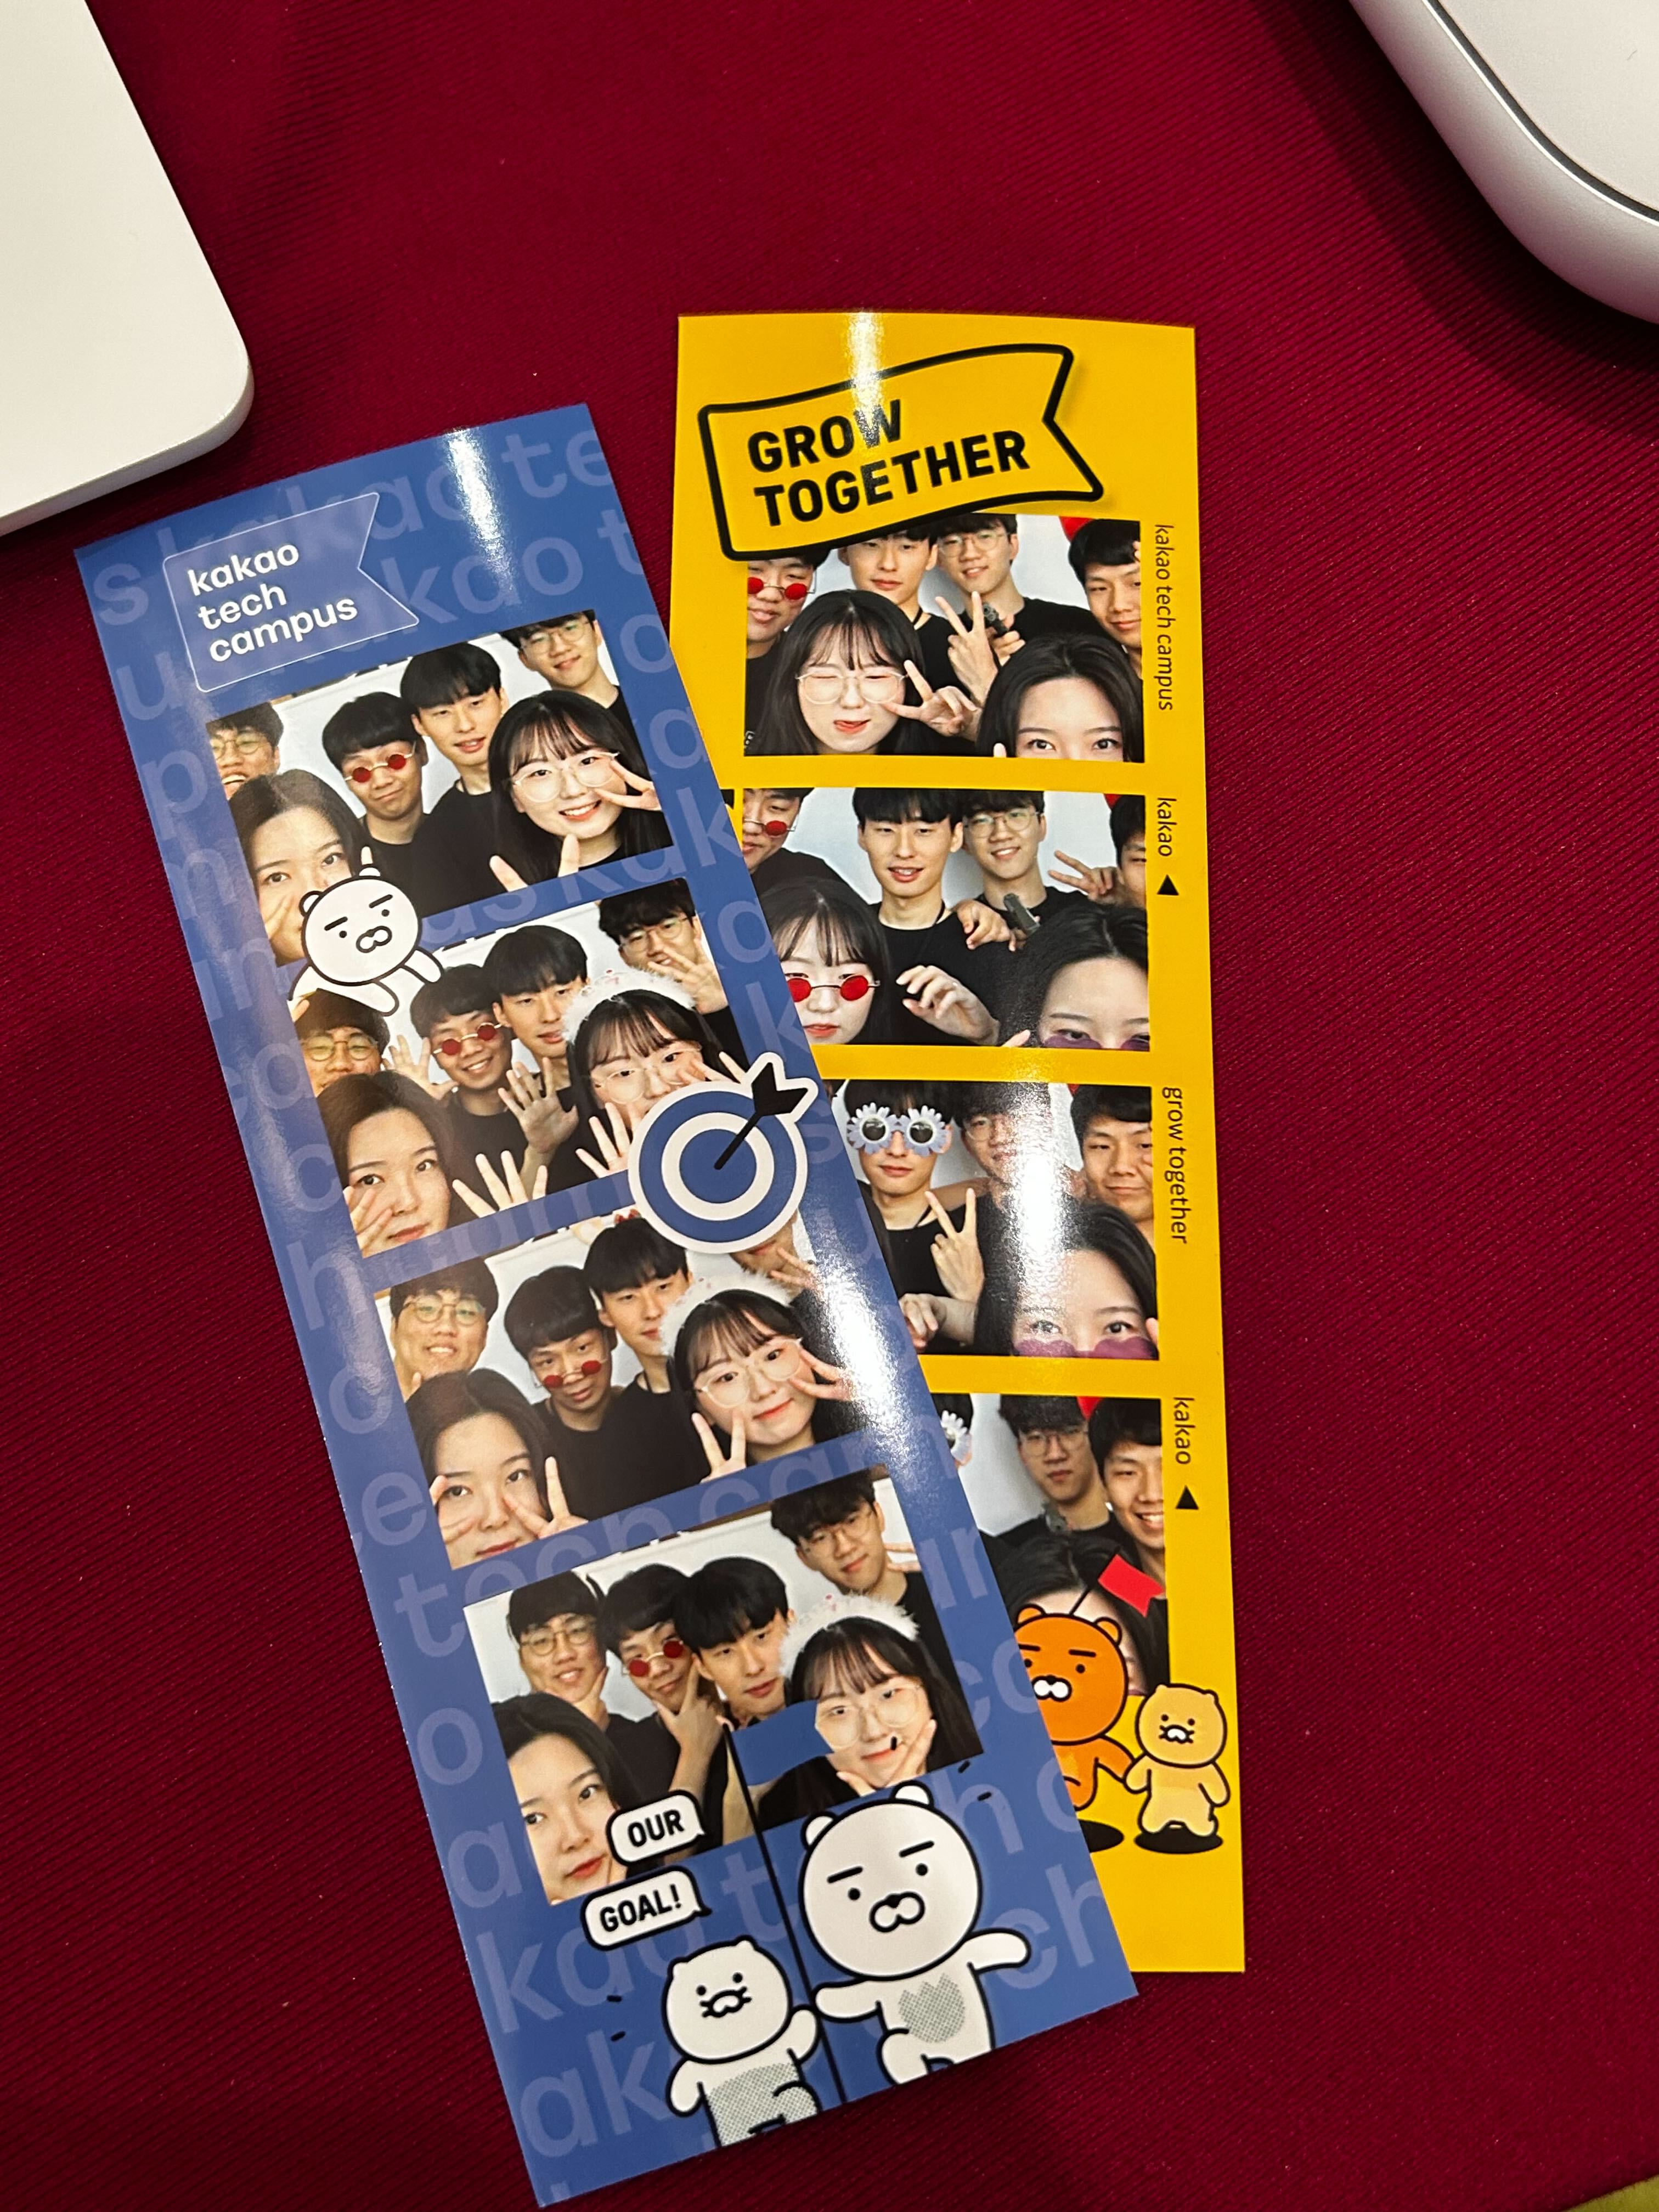 kakao
tech
campus
OUR
GOAL!
GROW
TOGETHER
kakao tech campus
kakao ▲
grow together
kakao ▲